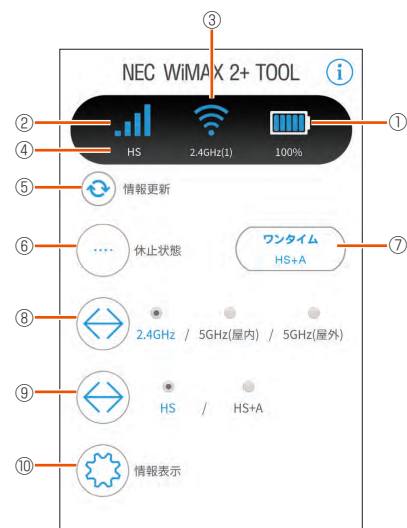 ③
NEC WiMAX 2+ TOOL i
② ①
④ HS 2.4GHz(1) 100%
⑤ 情報更新
⑥ 休止状態 ワンタイム ⑦
HS+A
⑧ 2.4GHz / 5GHz(屋内) / 5GHz(屋外)
⑨ HS / HS+A
⑩ 情報表示